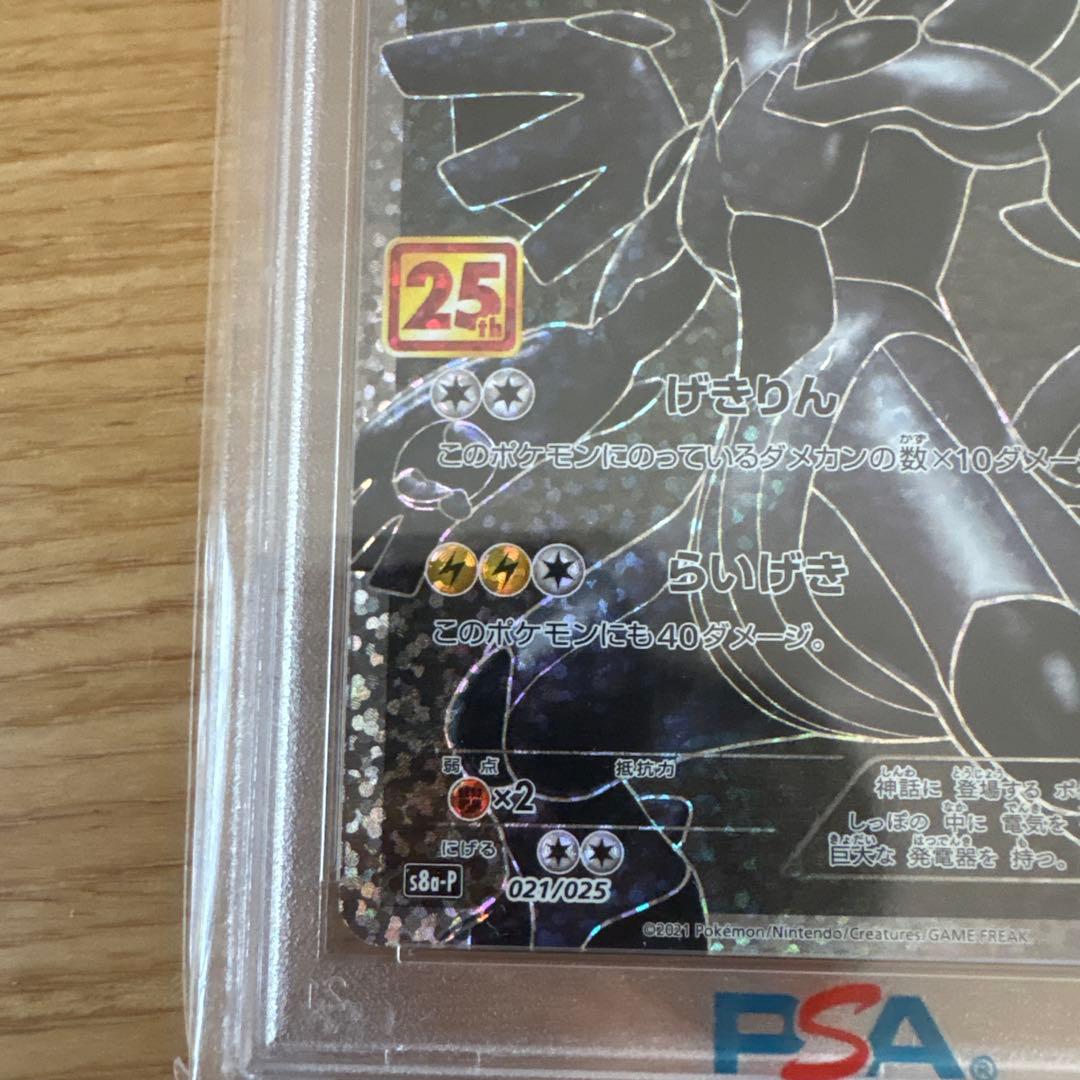 25th
げきりん
このポケモンにのっているダメカンの数×10ダメー
らいげき
このポケモンにも40ダメージ。
弱点 抵抗力
×2
神話に 登場する ポ
しっぽの 中に 電気を
巨大な 発電器を 持つ。
にげる
s8a-P 021/025
©2021 Pokémon/Nintendo/Creatures/GAME FREAK.
PSA®